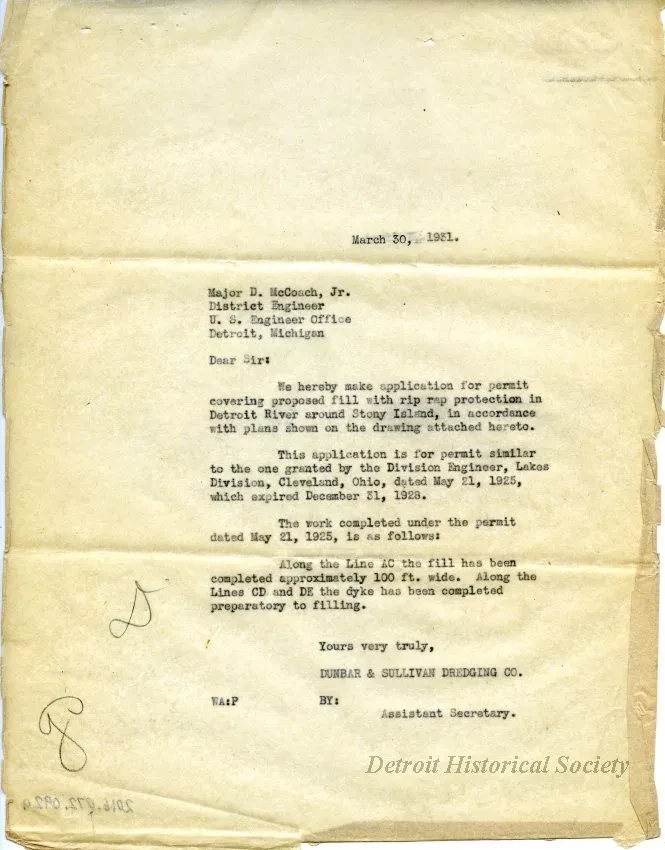 March 30, 1931.
Major D. McCoach, Jr.
District Engineer
U. S. Engineer Office
Detroit, Michigan
Dear Sir:
We hereby make application for permit
covering proposed fill with rip rap protection in
Detroit River around Stony Island, in accordance
with plans shown on the drawing attached hereto.
This application is for permit similar
to the one granted by the Division Engineer, Lakes
Division, Cleveland, Ohio, dated May 21, 1925,
which expired December 31, 1928.
The work completed under the permit
dated May 21, 1925, is as follows:
Along the Line AC the fill has been
completed approximately 100 ft. wide. Along the
Lines CD and DE the dyke has been completed
preparatory to filling.
Yours very truly,
DUNBAR & SULLIVAN DREDGING CO.
WA:P BY:
Assistant Secretary.
Detroit Historical Society